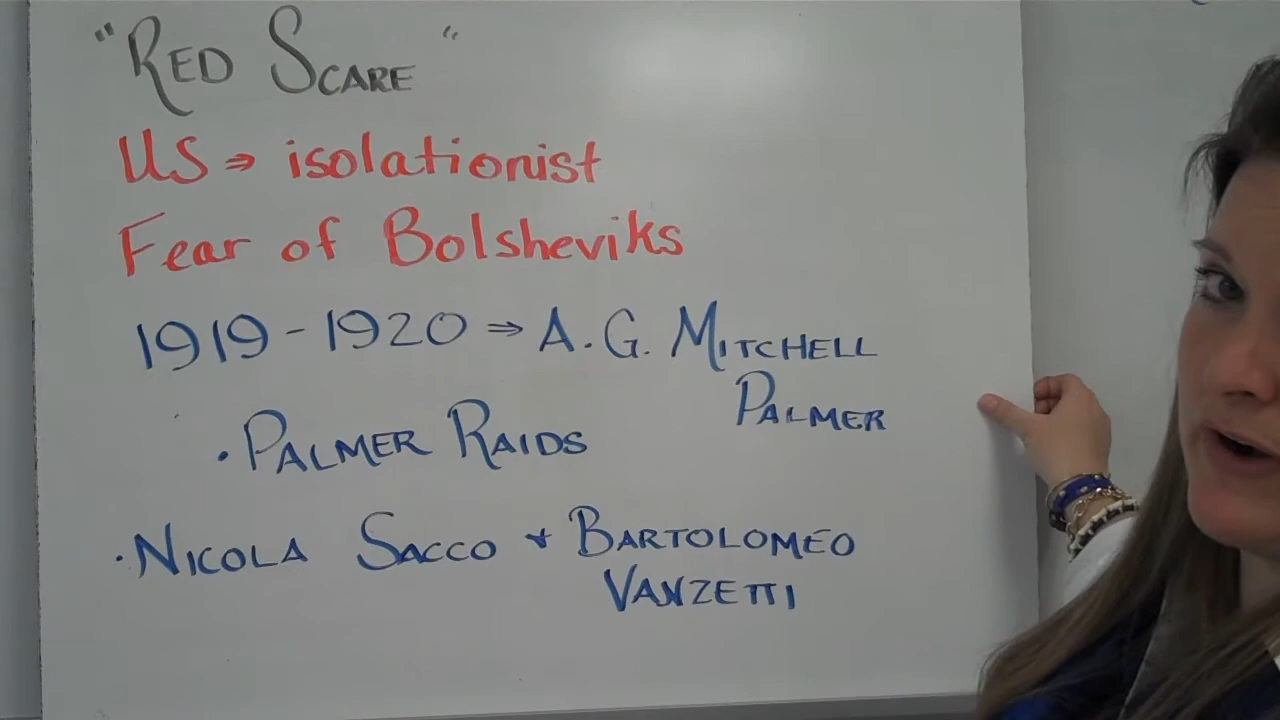 "RED SCARE"
US ⇒ isolationist
Fear of Bolsheviks
1919-1920 ⇒ A.G. MITCHELL
PALMER
• PALMER RAIDS
• NICOLA SACCO + BARTOLOMEO
VANZETTI